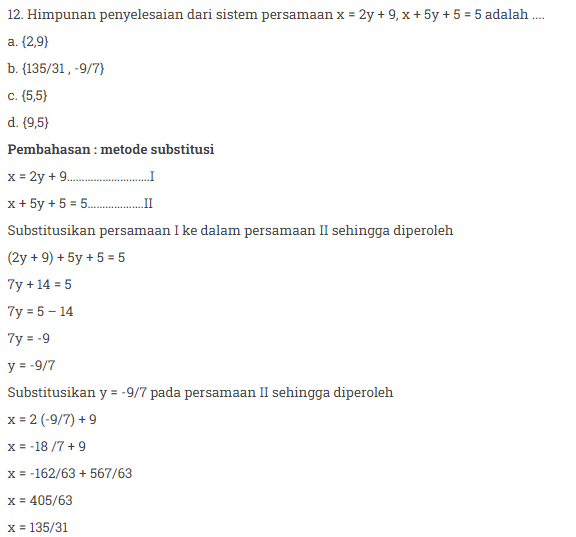 12. Himpunan penyelesaian dari sistem persamaan x = 2y + 9, x + 5y + 5 = 5 adalah ....
a. {2,9}
b. {135/31 , -9/7}
c. {5,5}
d. {9,5}
Pembahasan : metode substitusi
x = 2y + 9............................I
x + 5y + 5 = 5...................II
Substitusikan persamaan I ke dalam persamaan II sehingga diperoleh
(2y + 9) + 5y + 5 = 5
7y + 14 = 5
7y = 5 – 14
7y = -9
y = -9/7
Substitusikan y = -9/7 pada persamaan II sehingga diperoleh
x = 2 (-9/7) + 9
x = -18 /7 + 9
x = -162/63 + 567/63
x = 405/63
x = 135/31